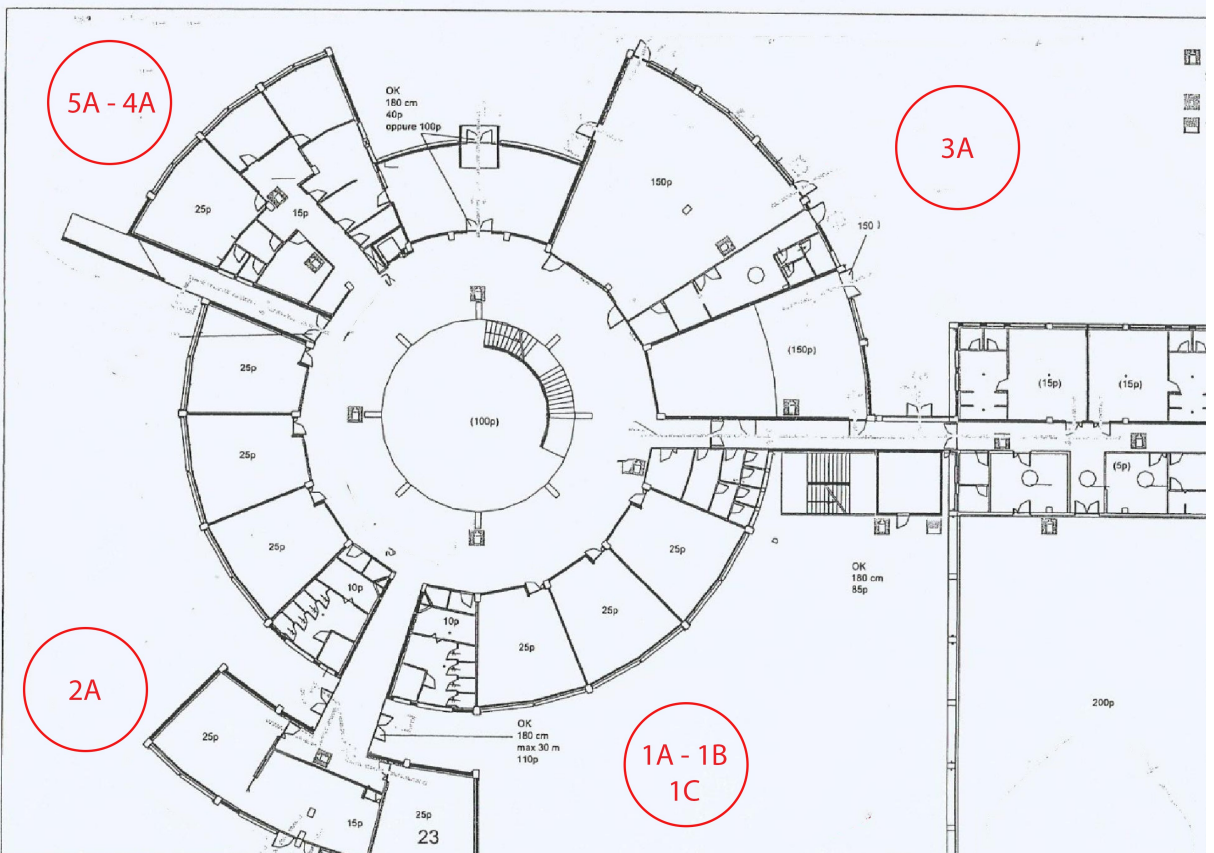 5A - 4A
OK
180 cm
40p
oppure 100p
3A
150p
25p
15p
150
(150p)
25p
(15p)
(15p)
(100p)
25p
(5p)
25p
25p
10p
10p
25p
25p
OK
180 cm
85p
2A
25p
200p
OK
180 cm
max 30 m
110p
1A - 1B
1C
15p
25p
23